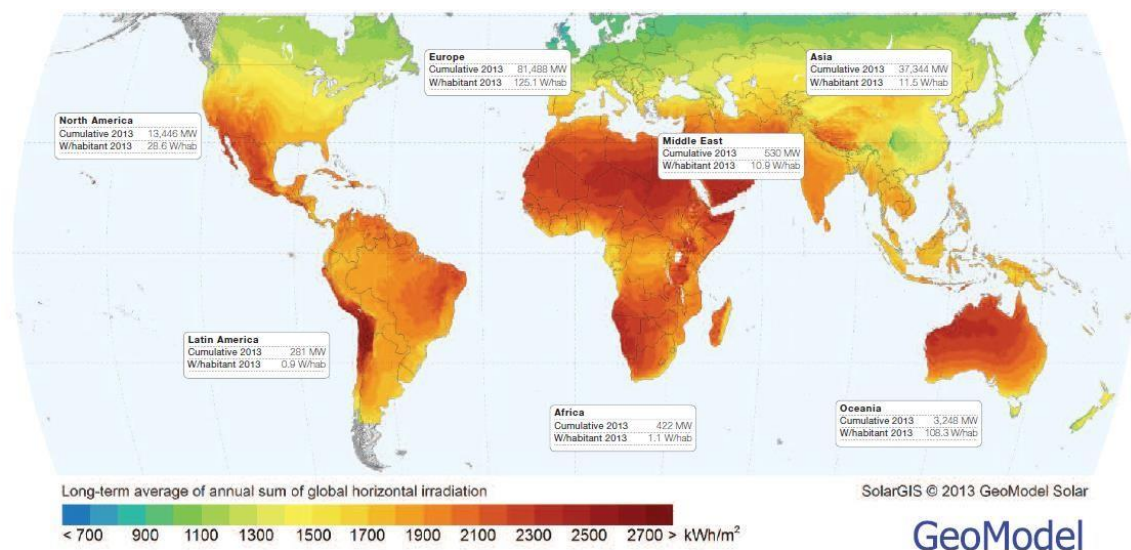 Europe
Cumulative 2013 81,488 MW
W/habitant 2013 125.1 W/hab
Asia
Cumulative 2013 37,344 MW
W/habitant 2013 11.5 W/hab
North America
Cumulative 2013 13,446 MW
W/habitant 2013 28.6 W/hab
Middle East
Cumulative 2013 530 MW
W/habitant 2013 10.9 W/hab
Latin America
Cumulative 2013 281 MW
W/habitant 2013 0.9 W/hab
Africa
Cumulative 2013 422 MW
W/habitant 2013 1.1 W/hab
Oceania
Cumulative 2013 3,248 MW
W/habitant 2013 108.3 W/hab
Long-term average of annual sum of global horizontal irradiation
SolarGIS © 2013 GeoModel Solar
< 700 900 1100 1300 1500 1700 1900 2100 2300 2500 2700 > kWh/m²
GeoModel